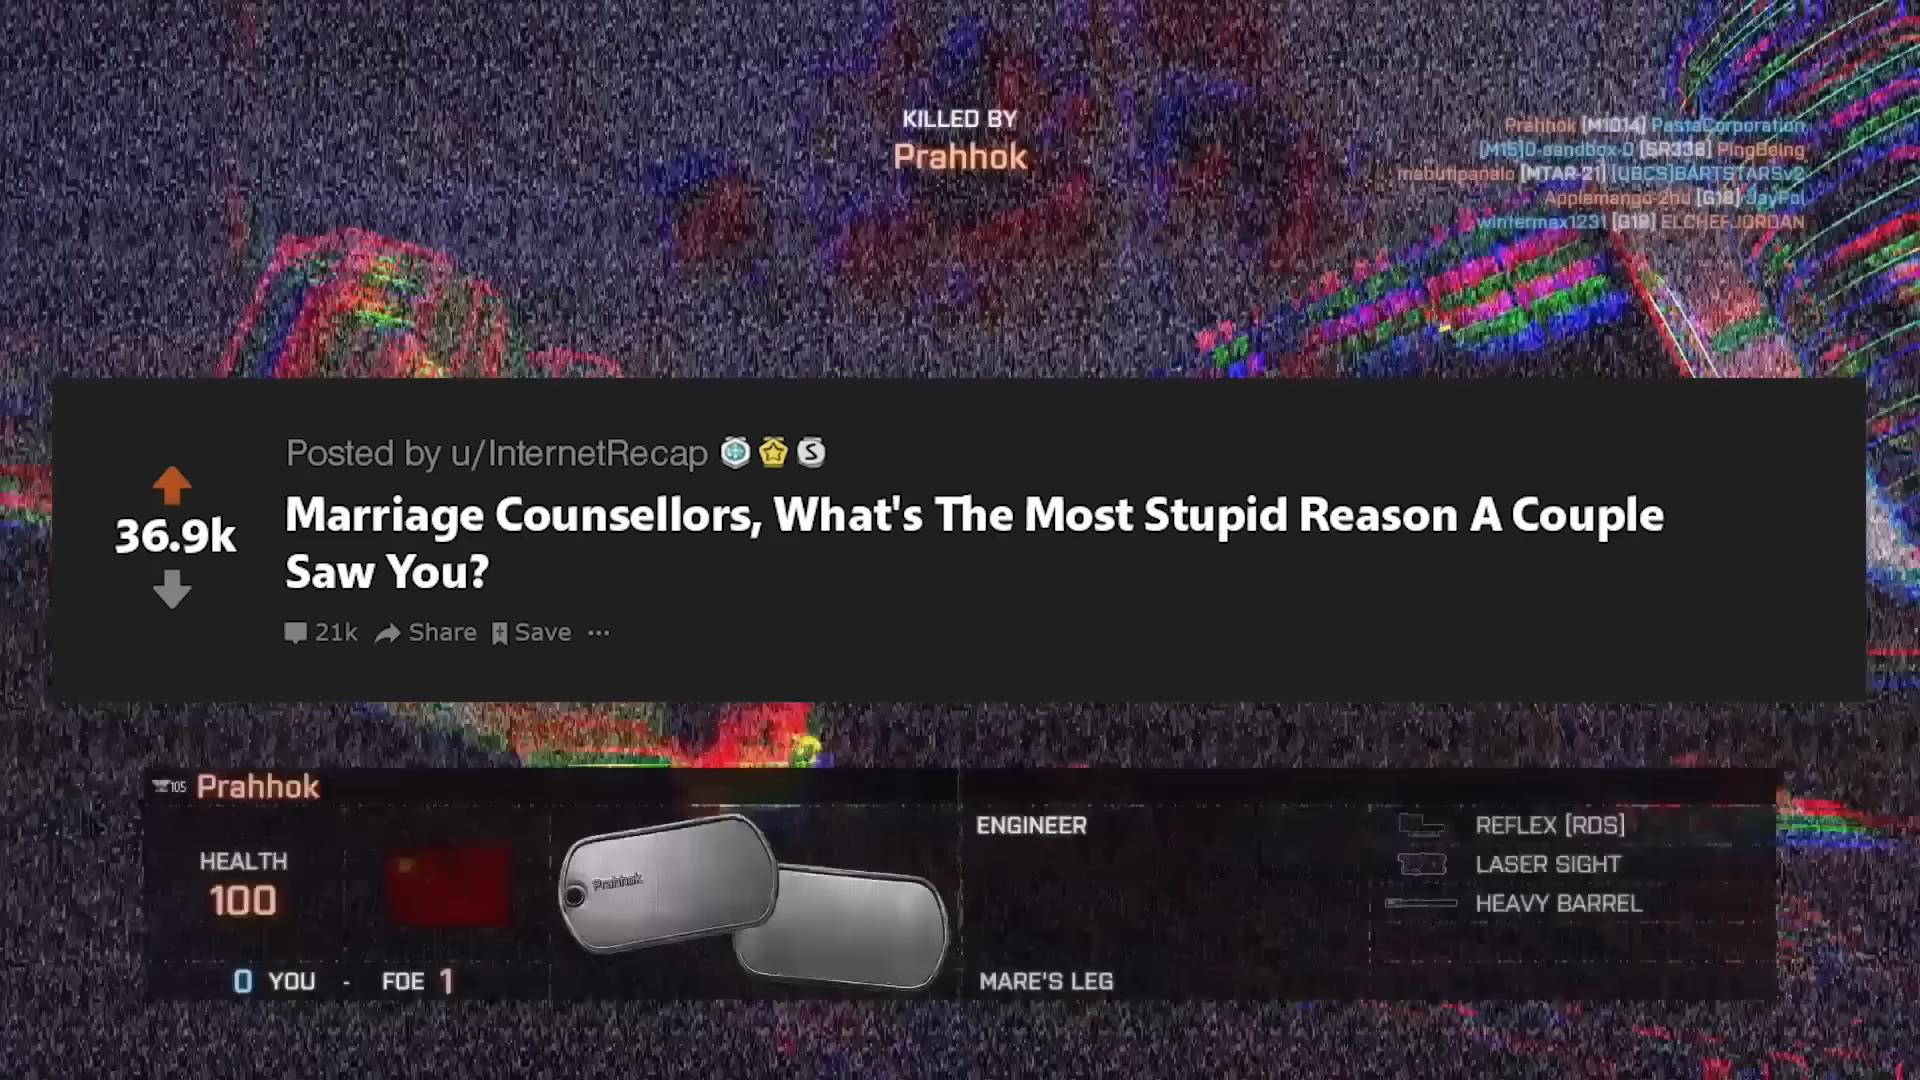 KILLED BY
Prahhok
Prahhok [M1014] PastaCorporation
[M15]0-sandbox-0 [SR338] PingBeing
mabutipanalo [MTAR-21] [QBCS]BARTSTARSv2
Applemango-zhu [G18] JayPol
wintermax1231 [G18] ELCHEFJORDAN
Posted by u/InternetRecap
36.9k
Marriage Counsellors, What's The Most Stupid Reason A Couple
Saw You?
21k Share Save ...
105 Prahhok
HEALTH
100
0 YOU - FOE 1
Prahhok
ENGINEER
MARE'S LEG
REFLEX [RDS]
LASER SIGHT
HEAVY BARREL